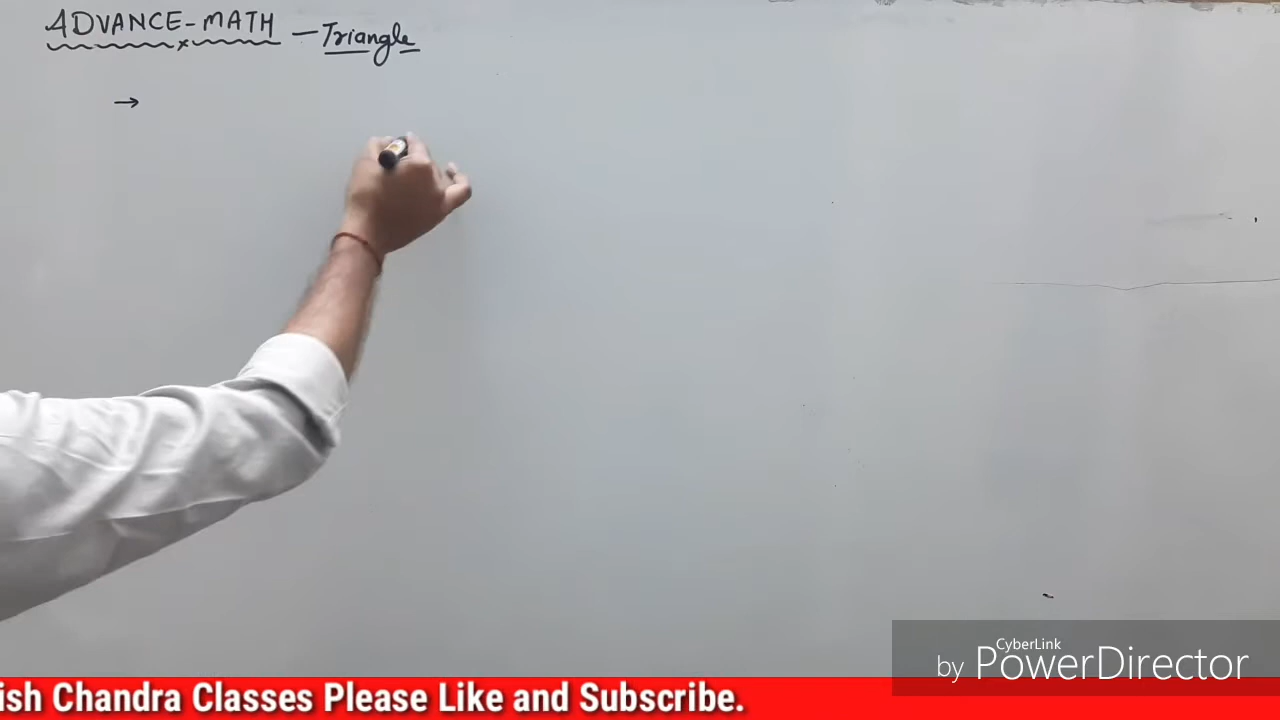 ADVANCE-MATH - Triangle
→
CyberLink
by PowerDirector
ish Chandra Classes Please Like and Subscribe.